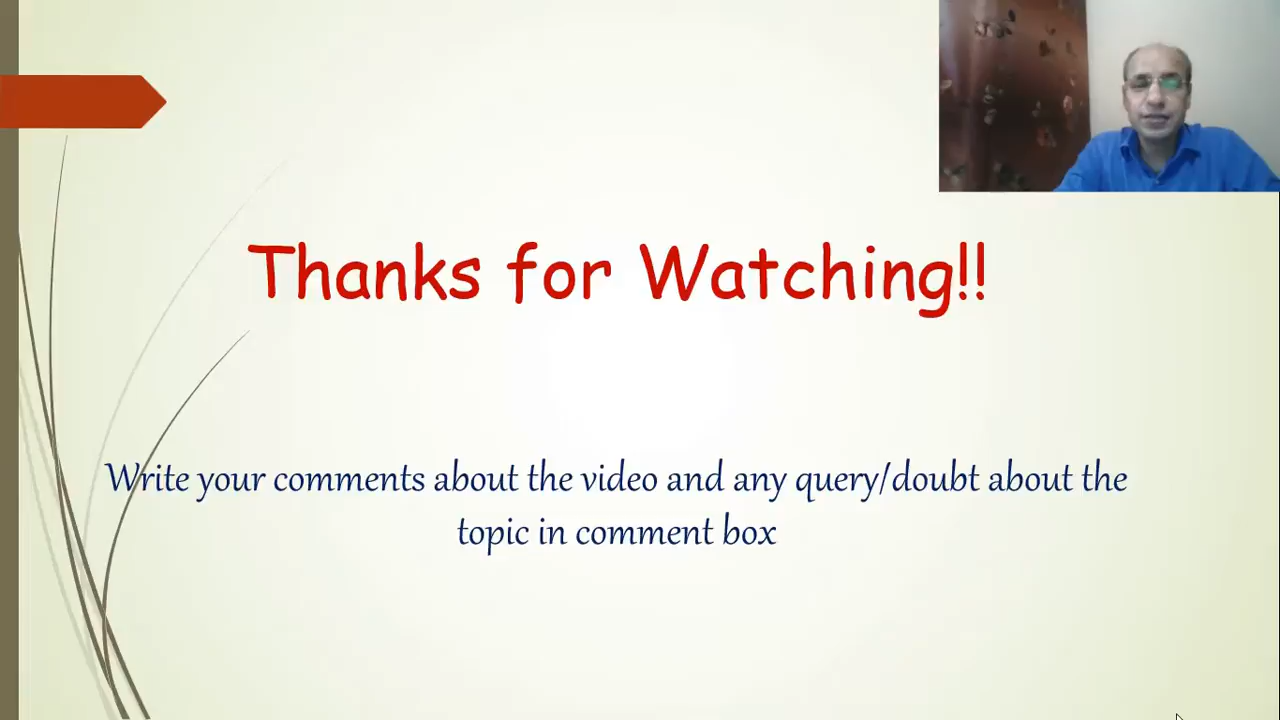 Thanks for Watching!!
Write your comments about the video and any query/doubt about the
topic in comment box